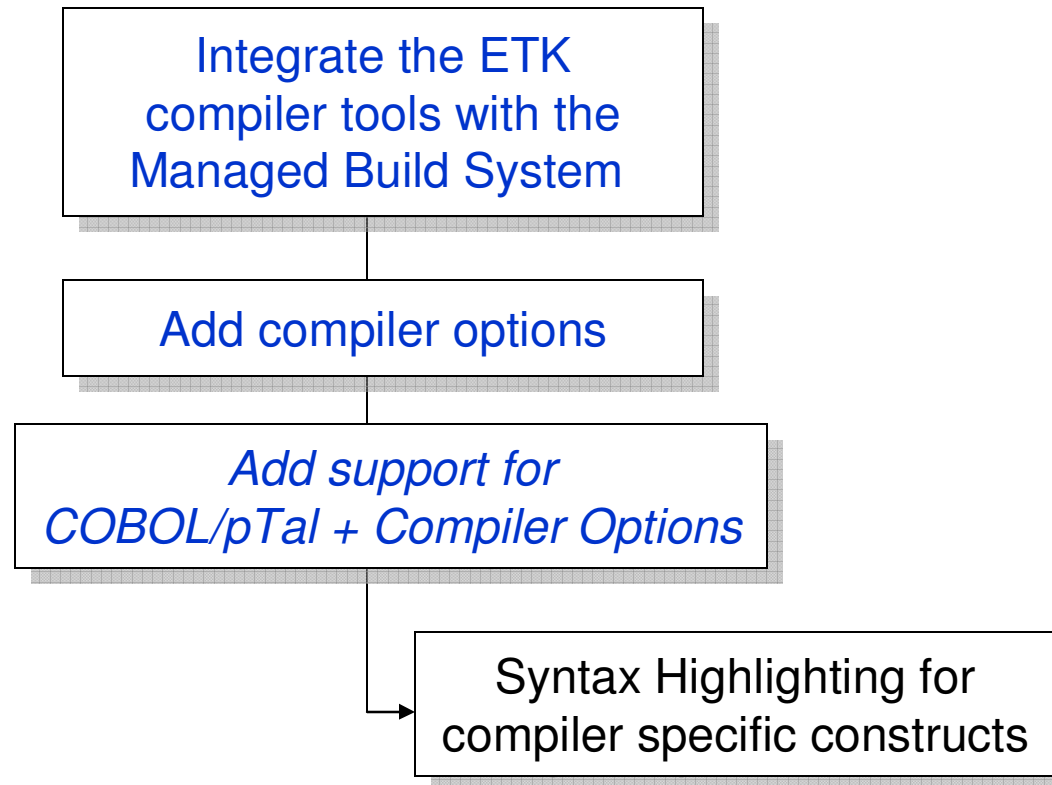 Integrate the ETK
compiler tools with the
Managed Build System
Add compiler options
Add support for
COBOL/pTal + Compiler Options
Syntax Highlighting for
compiler specific constructs